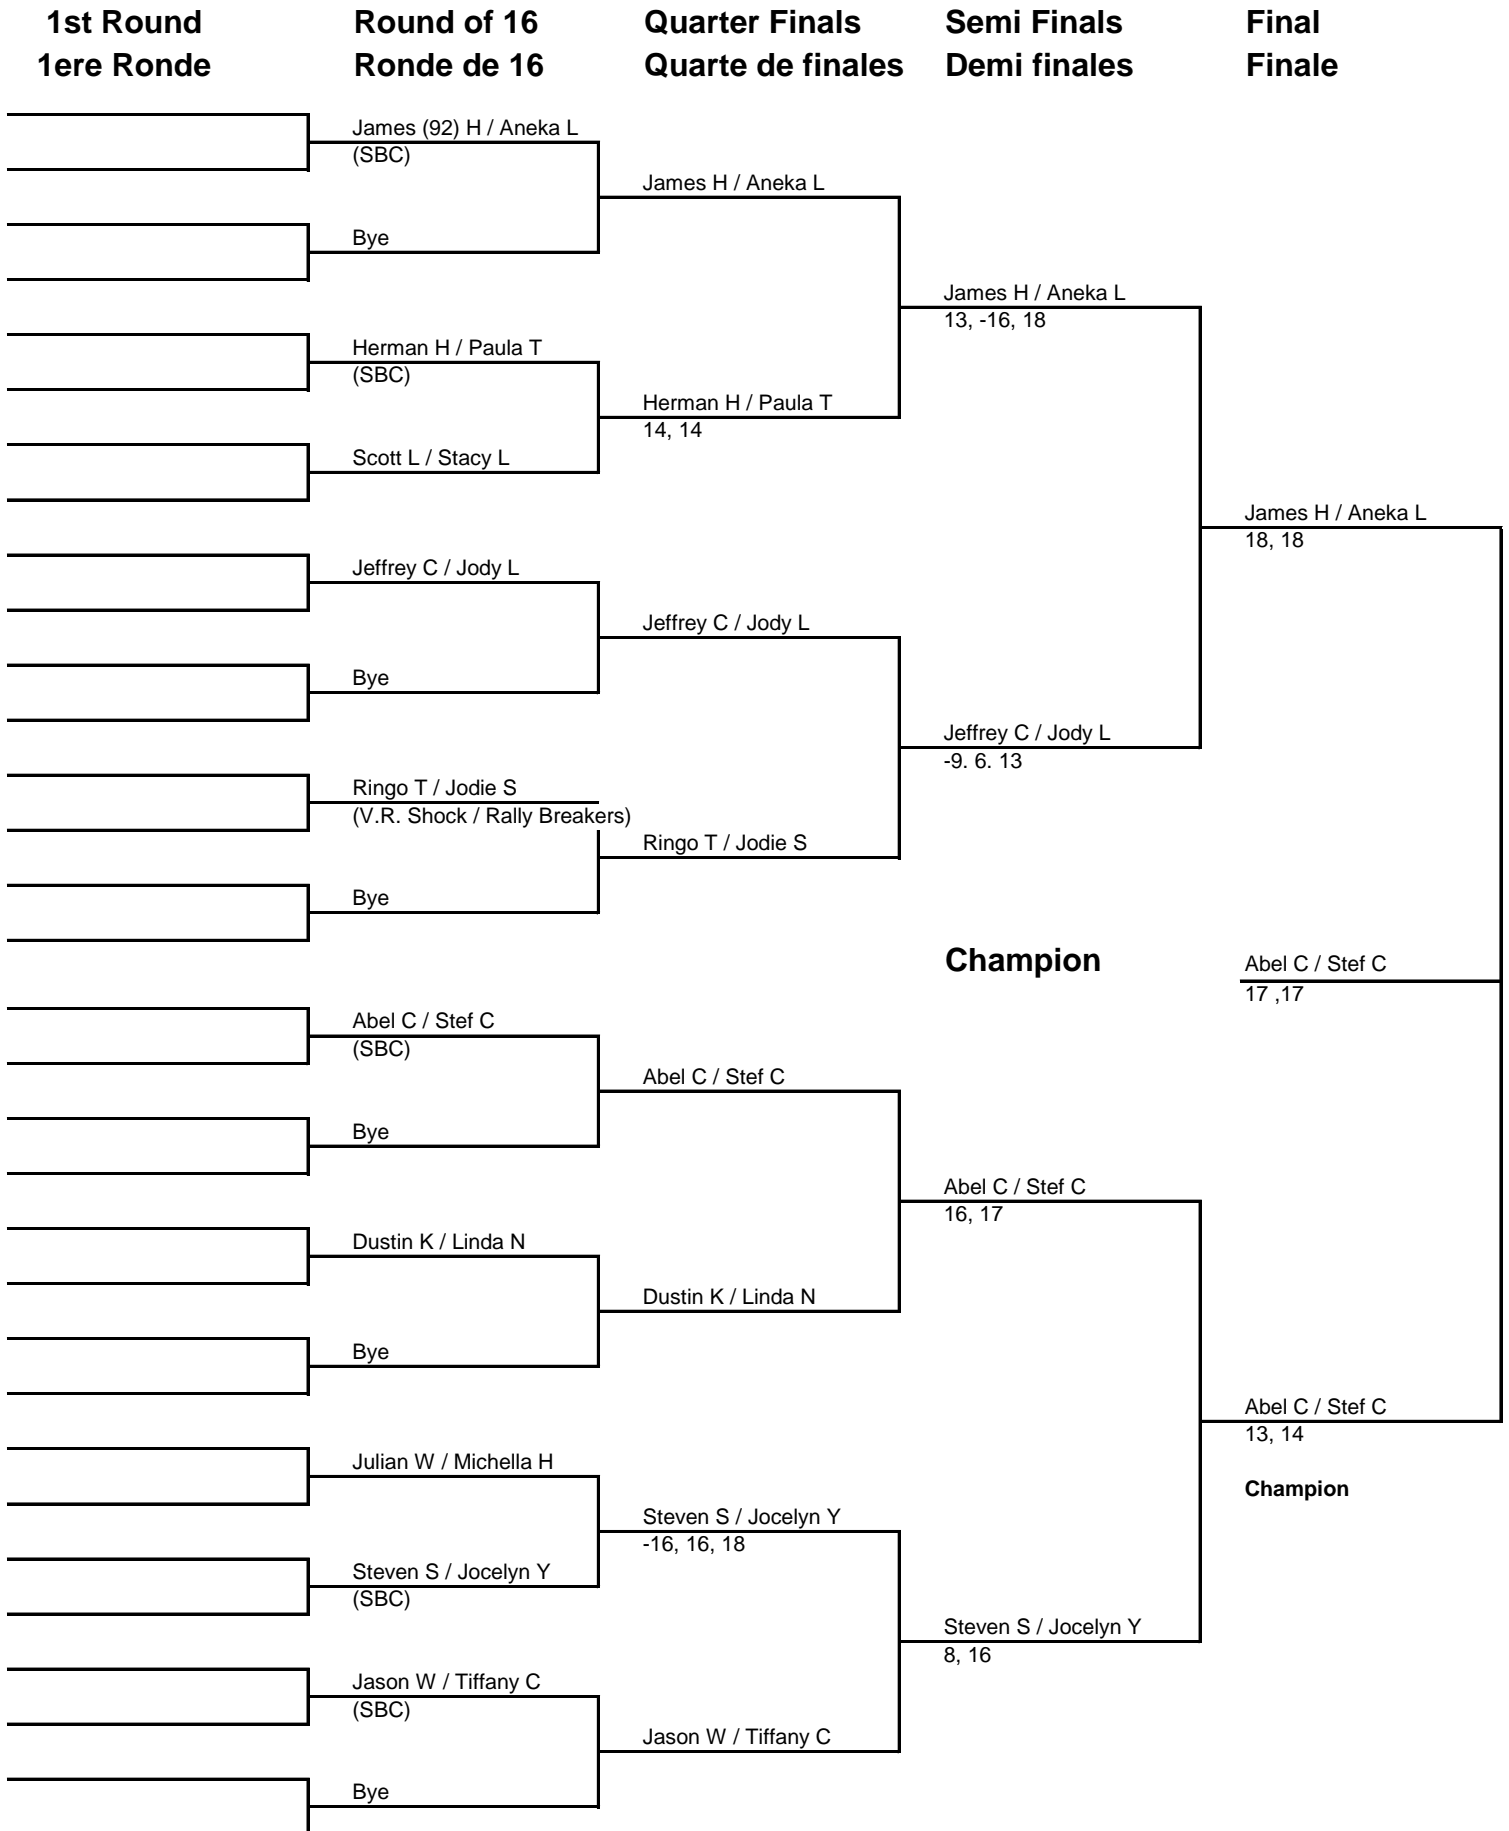 1st Round
Round of 16
Quarter Finals
Semi Finals
Final
1ere Ronde
Ronde de 16
Quarte de finales
Demi finales
Finale
James (92) H / Aneka L
(SBC)
James H / Aneka L
Bye
James H / Aneka L
13, -16, 18
Herman H / Paula T
(SBC)
Herman H / Paula T
14, 14
Scott L / Stacy L
James H / Aneka L
18, 18
Jeffrey C / Jody L
Jeffrey C / Jody L
Bye
Jeffrey C / Jody L
-9. 6. 13
Ringo T / Jodie S
(V.R. Shock / Rally Breakers)
Ringo T / Jodie S
Bye
Champion
Abel C / Stef C
17 ,17
Abel C / Stef C
(SBC)
Abel C / Stef C
Bye
Abel C / Stef C
16, 17
Dustin K / Linda N
Dustin K / Linda N
Bye
Abel C / Stef C
13, 14
Julian W / Michella H
Champion
Steven S / Jocelyn Y
-16, 16, 18
Steven S / Jocelyn Y
(SBC)
Steven S / Jocelyn Y
8, 16
Jason W / Tiffany C
(SBC)
Jason W / Tiffany C
Bye